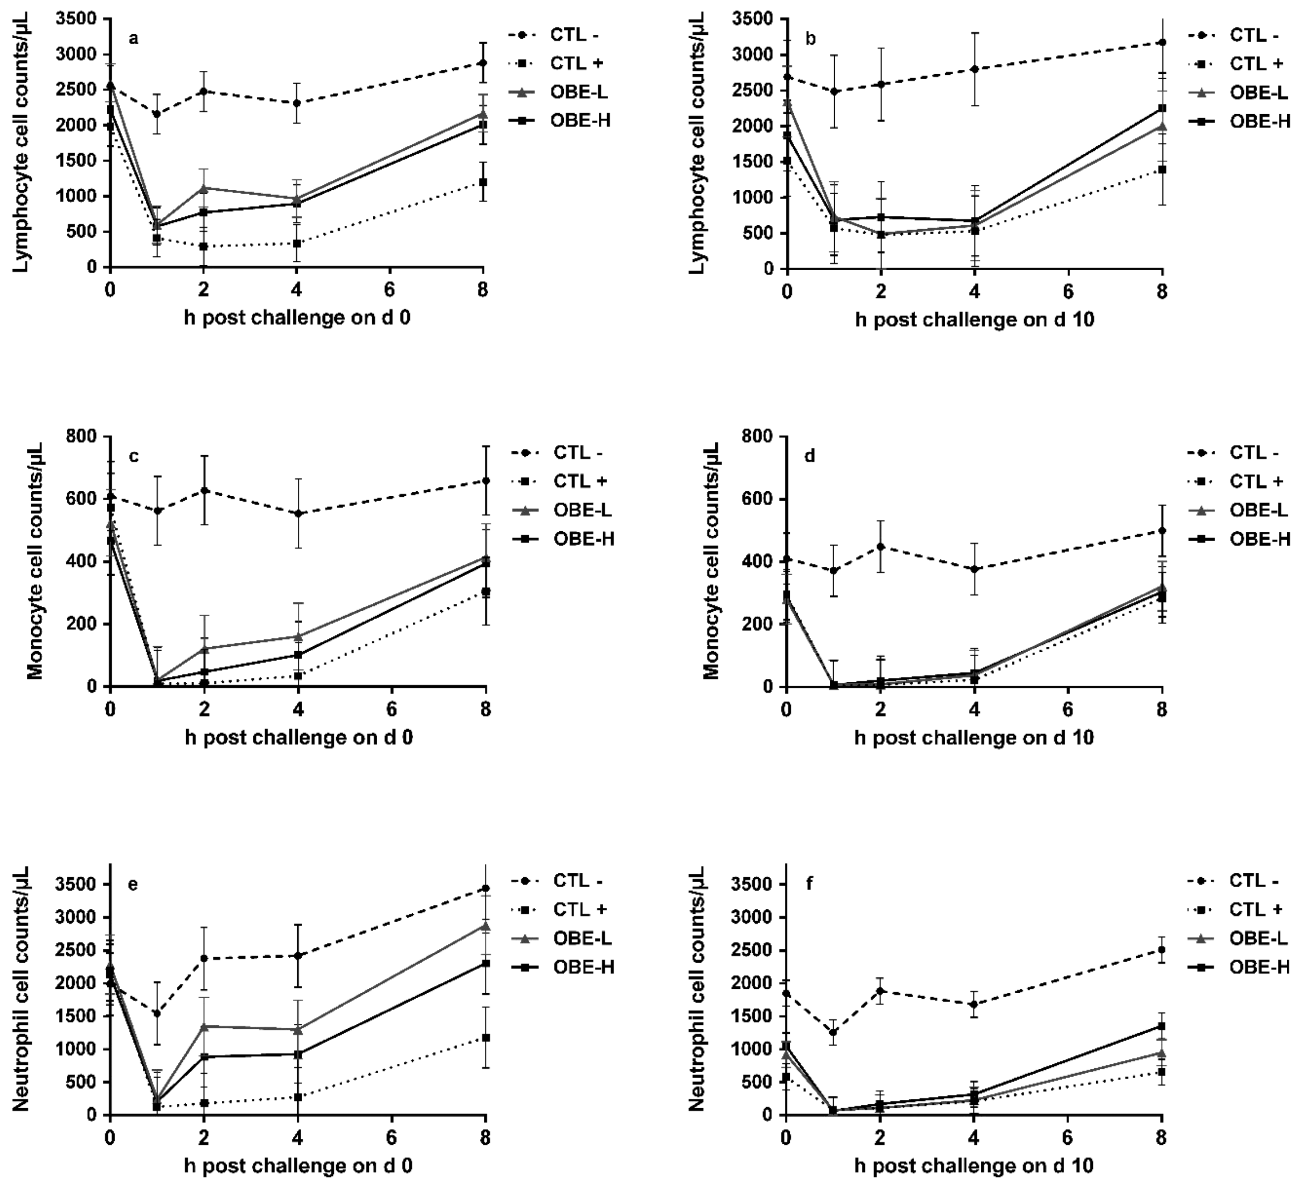 Lymphocyte cell counts/µL
3500
3000
2500
2000
1500
1000
500
0
a
0 2 4 6 8
h post challenge on d 0
CTL -
CTL +
OBE-L
OBE-H
Lymphocyte cell counts/µL
3500
3000
2500
2000
1500
1000
500
0
b
0 2 4 6 8
h post challenge on d 10
CTL -
CTL +
OBE-L
OBE-H
Monocyte cell counts/µL
800
600
400
200
0
c
0 2 4 6 8
h post challenge on d 0
CTL -
CTL +
OBE-L
OBE-H
Monocyte cell counts/µL
800
600
400
200
0
d
0 2 4 6 8
h post challenge on d 10
CTL -
CTL +
OBE-L
OBE-H
Neutrophil cell counts/µL
3500
3000
2500
2000
1500
1000
500
0
e
0 2 4 6 8
h post challenge on d 0
CTL -
CTL +
OBE-L
OBE-H
Neutrophil cell counts/µL
3500
3000
2500
2000
1500
1000
500
0
f
0 2 4 6 8
h post challenge on d 10
CTL -
CTL +
OBE-L
OBE-H